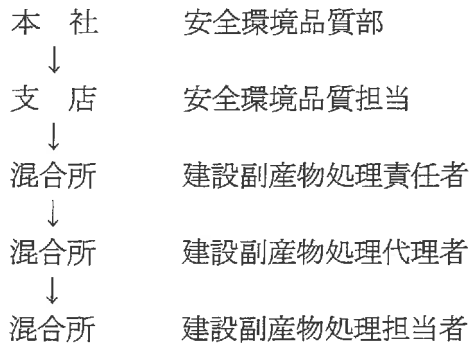 本　社　　　安全環境品質部
↓
支　店　　　安全環境品質担当
↓
混合所　　　建設副産物処理責任者
↓
混合所　　　建設副産物処理代理者
↓
混合所　　　建設副産物処理担当者